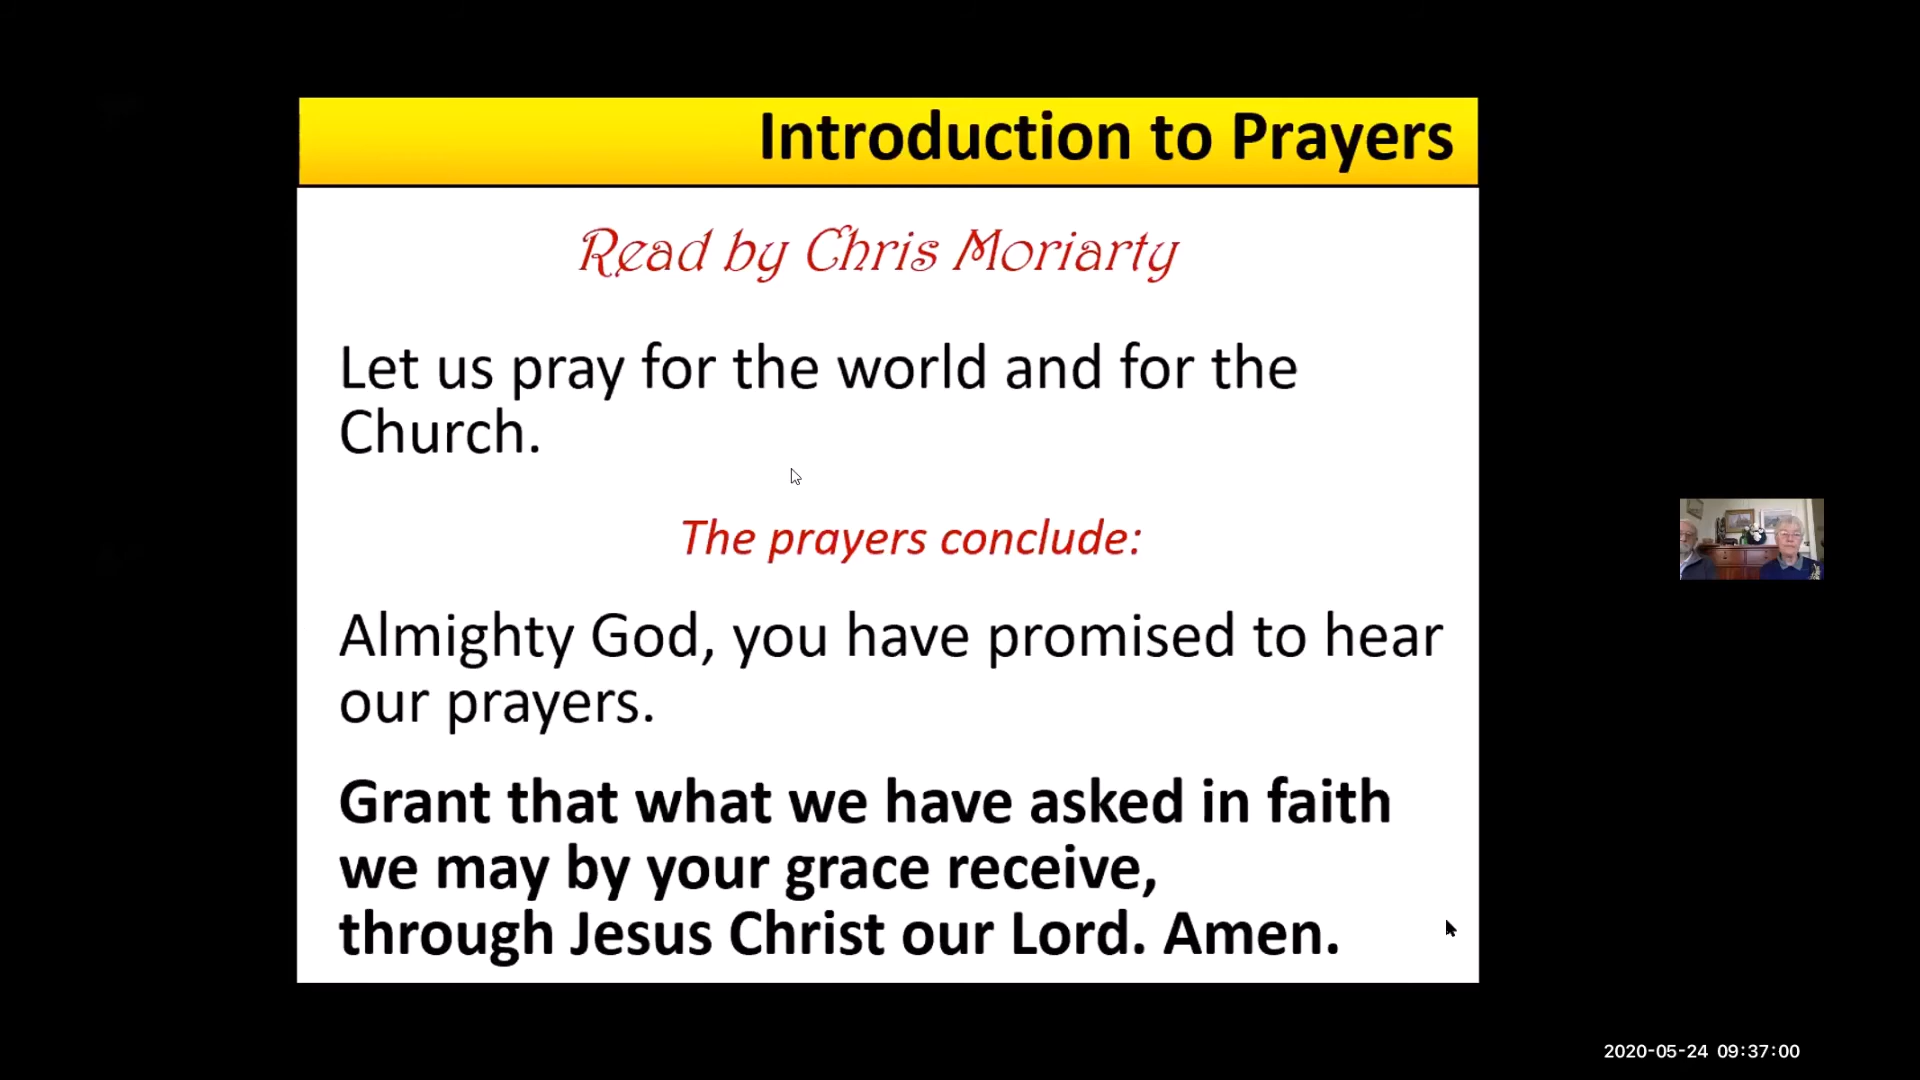 Introduction to Prayers
Read by Chris Moriarty
Let us pray for the world and for the
Church.
The prayers conclude:
Almighty God, you have promised to hear
our prayers.
Grant that what we have asked in faith
we may by your grace receive,
through Jesus Christ our Lord. Amen.
2020-05-24 09:37:00